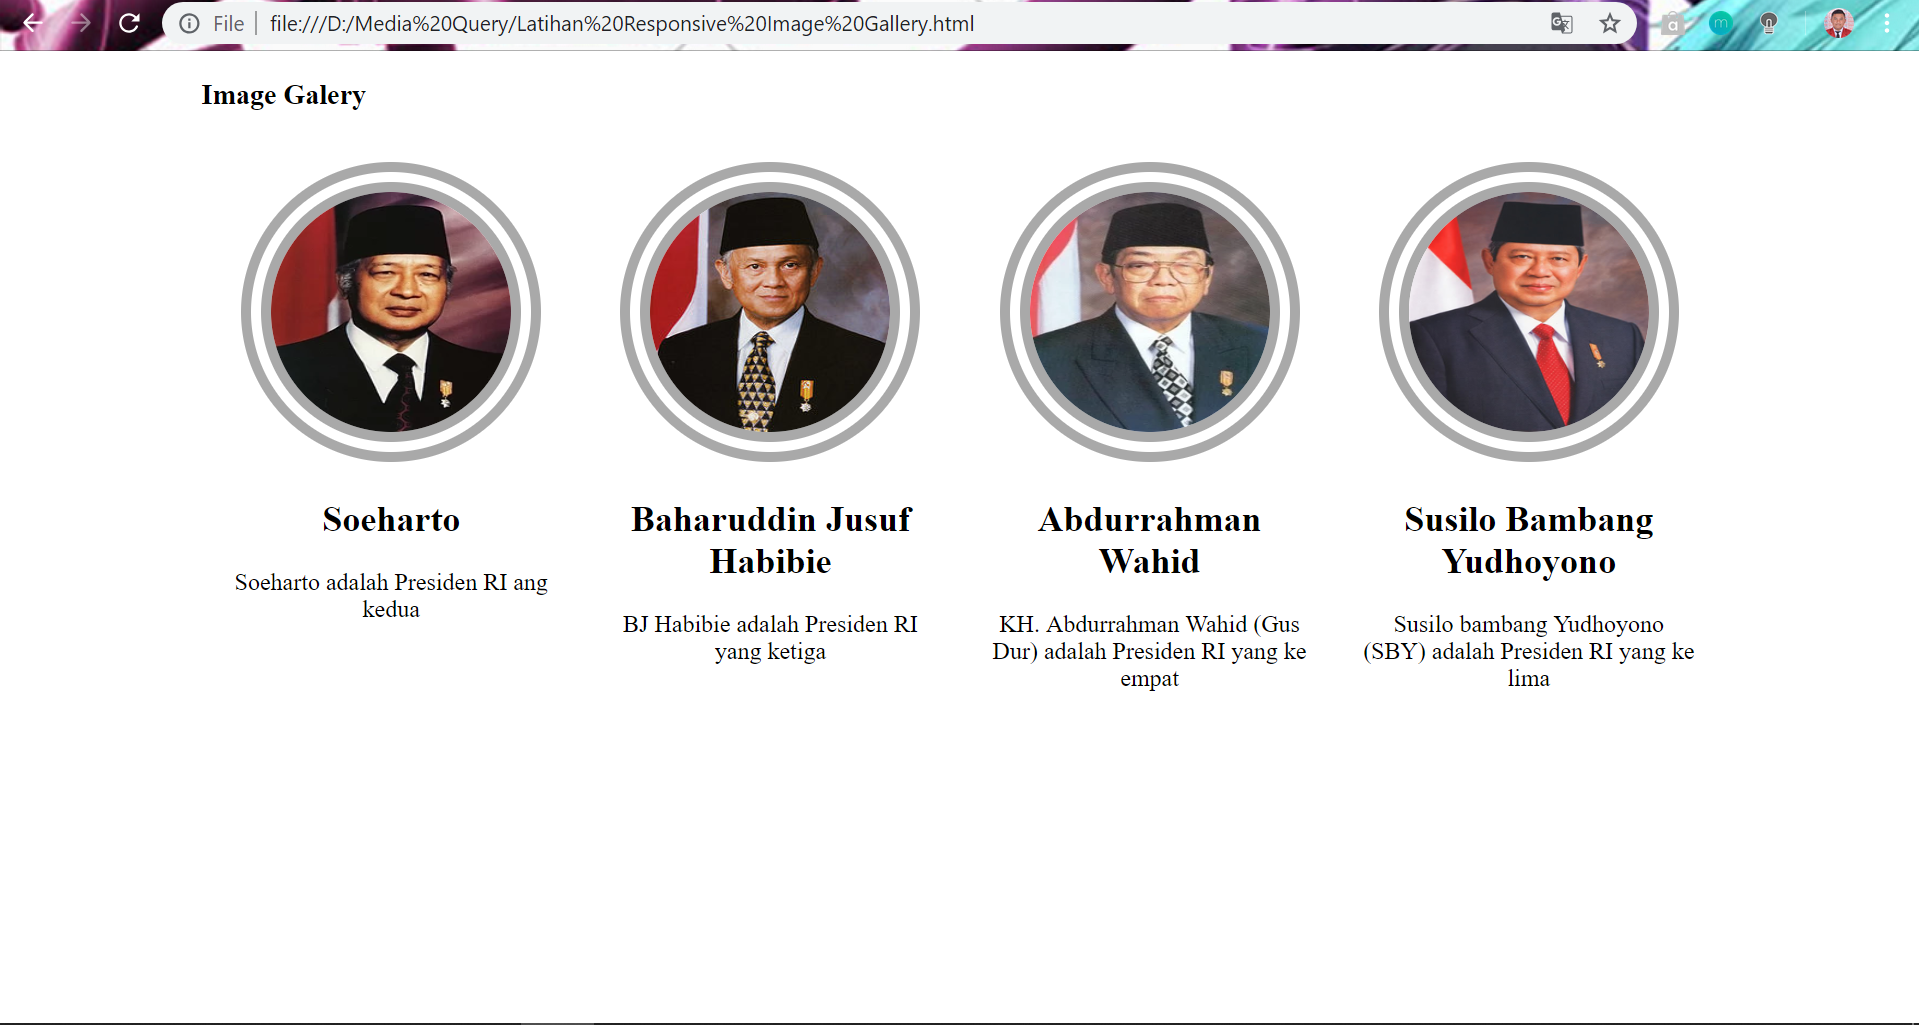 File | file:///D:/Media%20Query/Latihan%20Responsive%20Image%20Gallery.html
Image Galery
Soeharto
Soeharto adalah Presiden RI ang
kedua
Baharuddin Jusuf
Habibie
BJ Habibie adalah Presiden RI
yang ketiga
Abdurrahman
Wahid
KH. Abdurrahman Wahid (Gus
Dur) adalah Presiden RI yang ke
empat
Susilo Bambang
Yudhoyono
Susilo bambang Yudhoyono
(SBY) adalah Presiden RI yang ke
lima